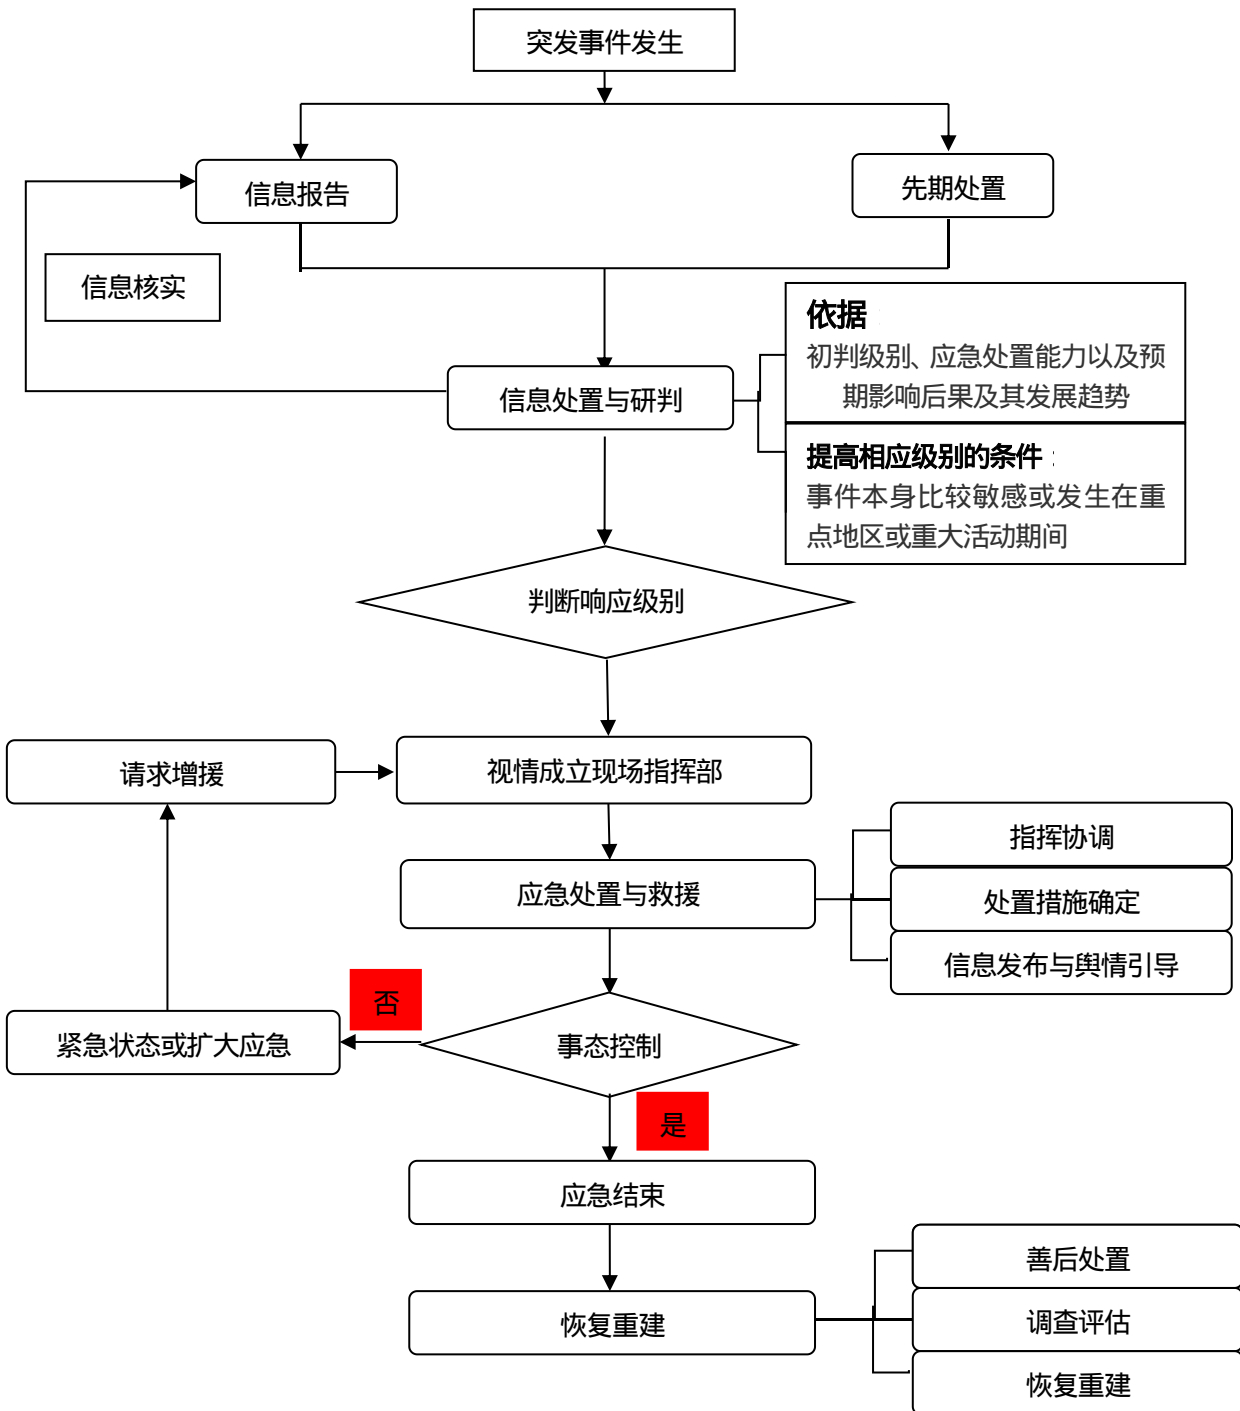 突发事件发生
信息报告
先期处置
信息核实
依据
初判级别、应急处置能力以及预
期影响后果及其发展趋势
信息处置与研判
提高相应级别的条件：
事件本身比较敏感或发生在重
点地区或重大活动期间
判断响应级别
请求增援
视情成立现场指挥部
指挥协调
应急处置与救援
处置措施确定
信息发布与舆情引导
否
紧急状态或扩大应急
事态控制
是
应急结束
善后处置
恢复重建
调查评估
恢复重建